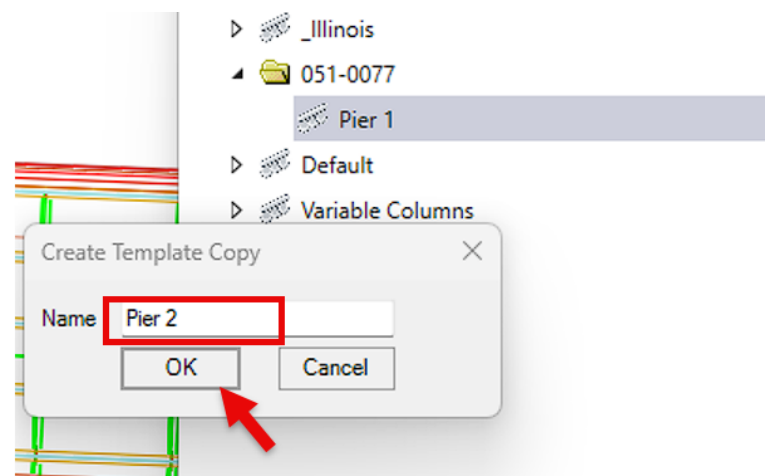 _Illinois
051-0077
Pier 1
Default
Variable Columns
Create Template Copy
Name Pier 2
OK Cancel